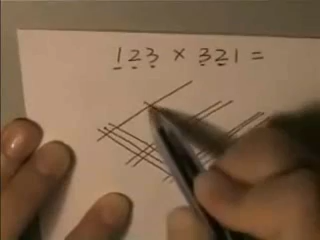 123 × 321 =